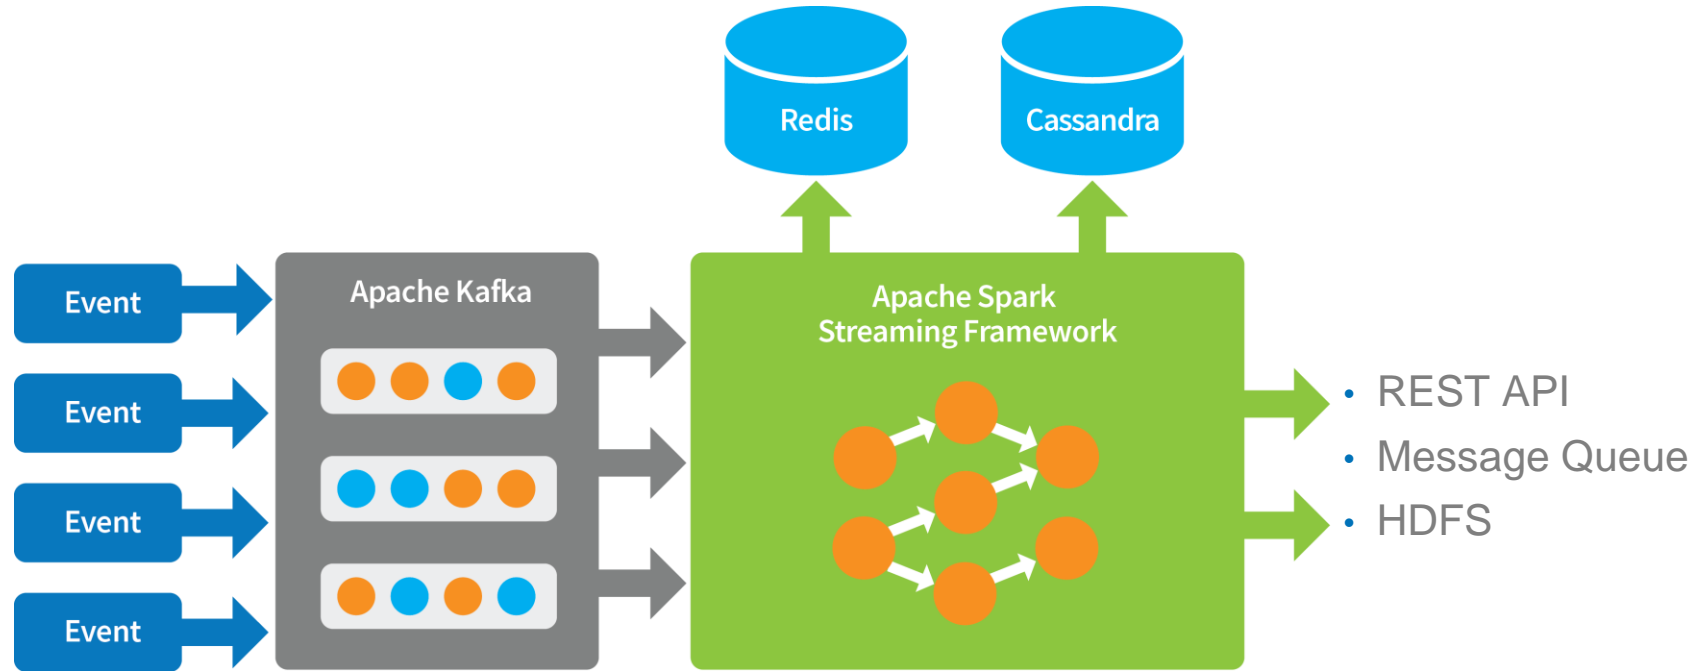 Redis
Cassandra
Event
Event
Event
Event
Apache Kafka
Apache Spark
Streaming Framework
• REST API
• Message Queue
• HDFS